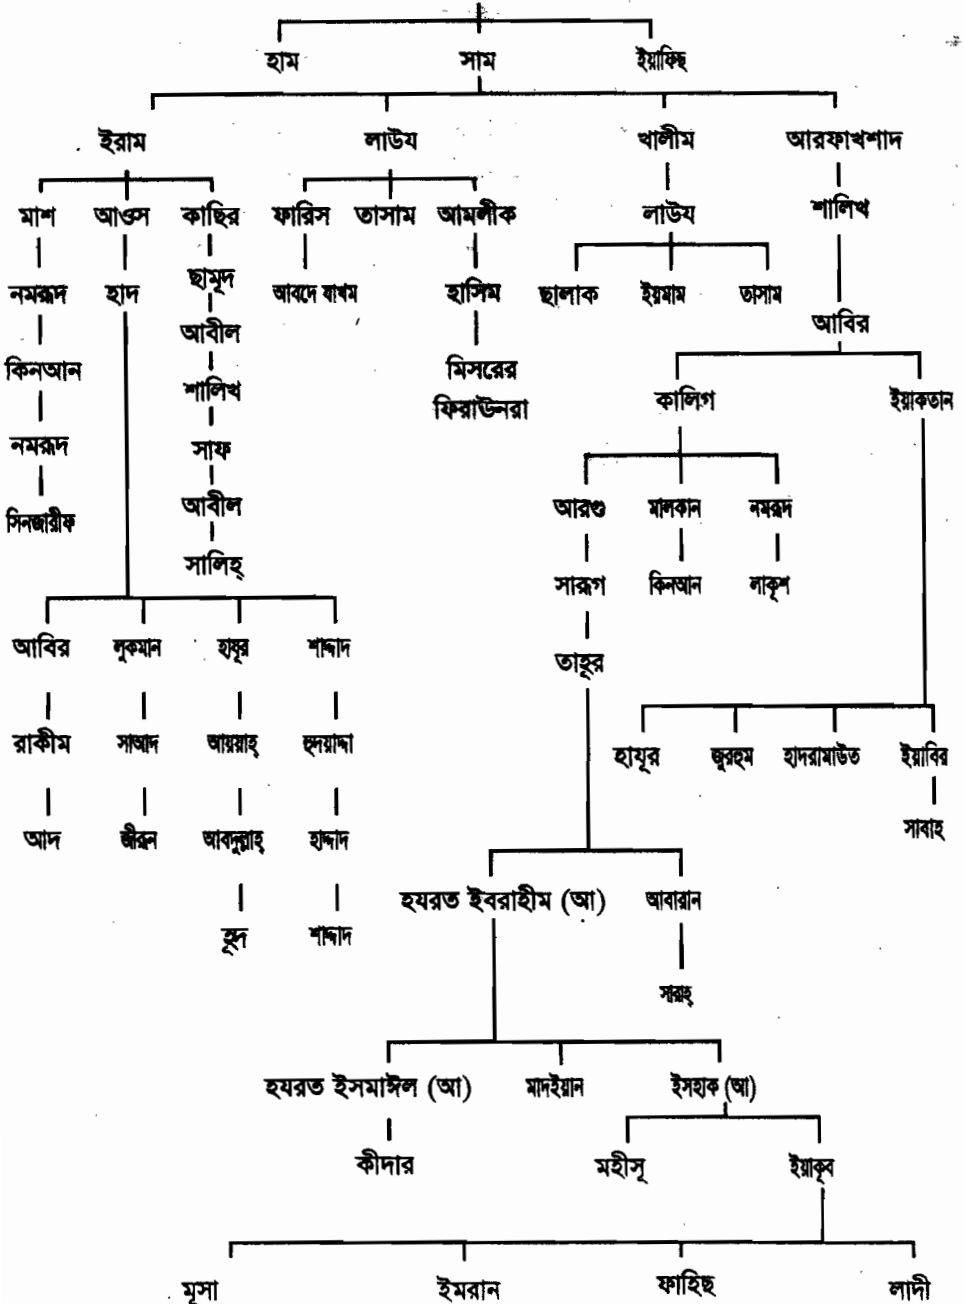 হাম সাম ইয়াফিছ
ইরাম লাউয খালীম আরফাখশাদ
মাশ আওস কাছির ফারিস তাসাম আমলীক লাউয শালিখ
নমরূদ হাদ ছামূদ আবদে যাখম হাসিম ছালাক ইয়মাম তাসাম
আবীল আবির
কিনআন শালিখ মিসরের
ফিরাঊনরা কালিগ ইয়াকতান
নমরূদ সাফ
সিনজারীফ আবীল আরগু মালকান নমরূদ
সালিহ্ সারূগ কিনআন লাকূশ
আবির লুকমান হাযূর শাদ্দাদ তাহূর
রাকীম সাআদ আয়য়াহ্ হুদয়াদ্দা হাযূর জুরহুম হাদরামাউত ইয়াবির
আদ জীরূন আবদুল্লাহ্ হাদ্দাদ সাবাহ
হযরত ইবরাহীম (আ) আবারান
হূদ শাদ্দাদ
সারাহ্
হযরত ইসমাঈল (আ) মাদইয়ান ইসহাক (আ)
কীদার মহীসূ ইয়াকূব
মূসা ইমরান ফাহিছ লাদী